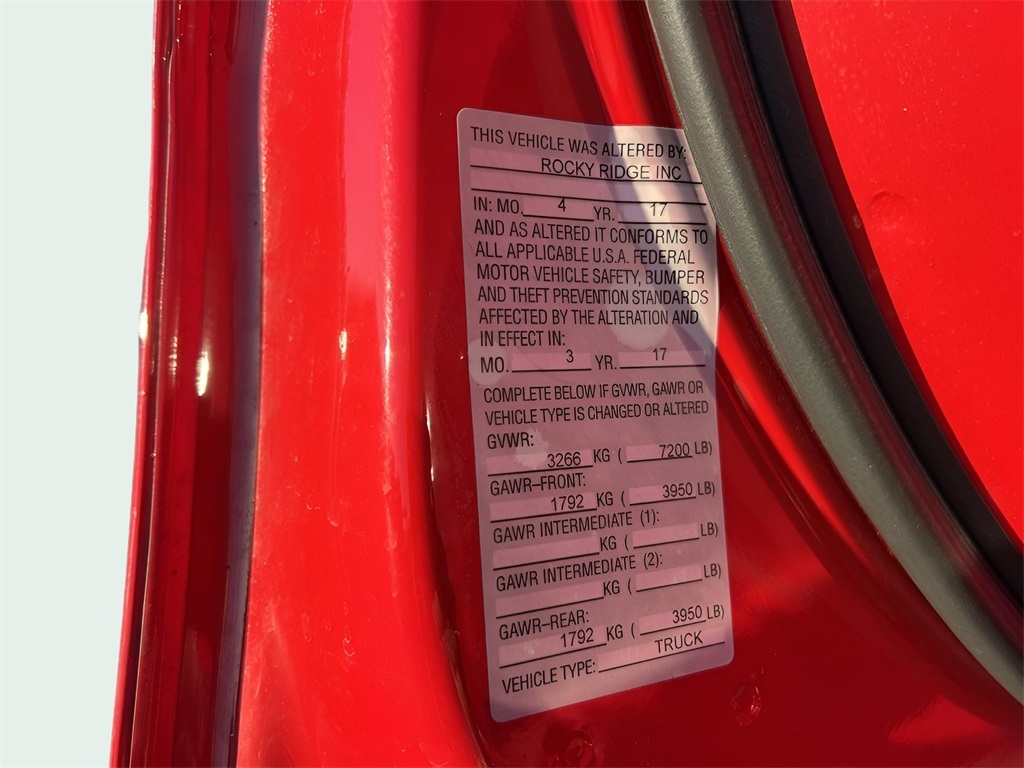 THIS VEHICLE WAS ALTERED BY:
ROCKY RIDGE INC
IN: MO. 4 YR. 17
AND AS ALTERED IT CONFORMS TO
ALL APPLICABLE U.S.A. FEDERAL
MOTOR VEHICLE SAFETY, BUMPER
AND THEFT PREVENTION STANDARDS
AFFECTED BY THE ALTERATION AND
IN EFFECT IN:
MO. 3 YR. 17
COMPLETE BELOW IF GVWR, GAWR OR
VEHICLE TYPE IS CHANGED OR ALTERED
GVWR:
3266 KG ( 7200 LB)
GAWR–FRONT:
1792 KG ( 3950 LB)
GAWR INTERMEDIATE (1):
KG ( LB)
GAWR INTERMEDIATE (2):
KG ( LB)
GAWR–REAR:
1792 KG ( 3950 LB)
VEHICLE TYPE: TRUCK